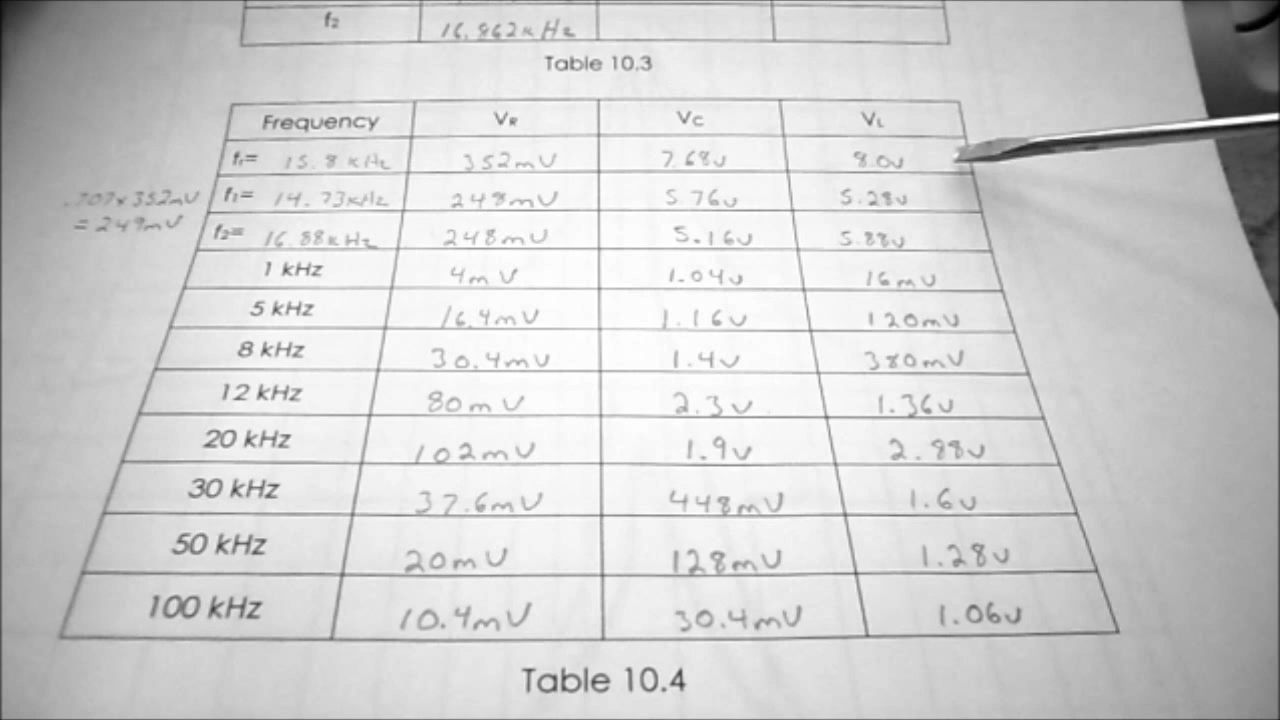 f₂ 16.862kHz
Table 10.3
Frequency VR VC VL
f₁= 15.8kHz 352mV 7.68v 8.0v
.707x352mV
= 249mV
f₁= 14.73kHz 248mV 5.76v 5.28v
f₂= 16.88kHz 248mV 5.16v 5.88v
1 kHz 4mV 1.04v 16mV
5 kHz 16.4mV 1.16v 120mV
8 kHz 30.4mV 1.4v 380mV
12 kHz 80mV 2.3v 1.36v
20 kHz 102mV 1.9v 2.88v
30 kHz 37.6mV 448mV 1.6v
50 kHz 20mV 128mV 1.28v
100 kHz 10.4mV 30.4mV 1.06v
Table 10.4